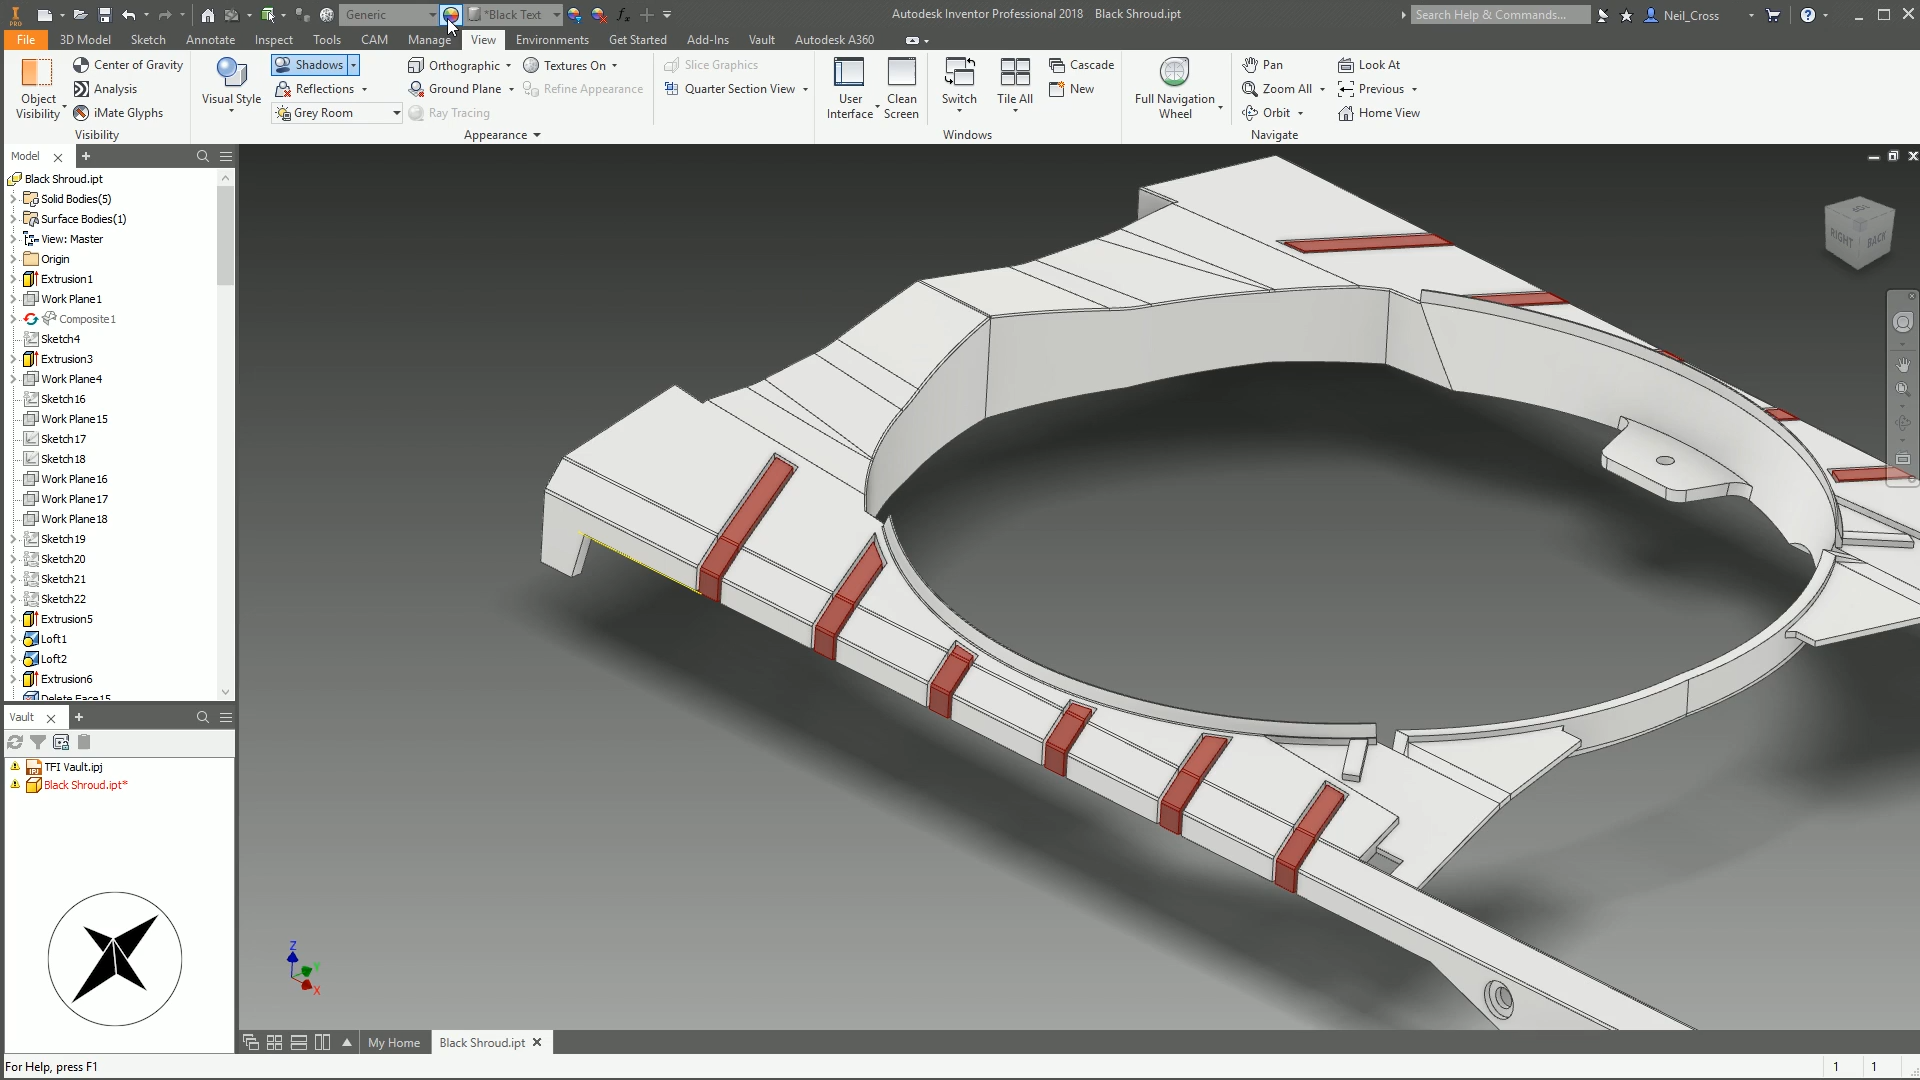 PRO
Generic
*Black Text
Autodesk Inventor Professional 2018 Black Shroud.ipt
Search Help & Commands...
Neil_Cross
File 3D Model Sketch Annotate Inspect Tools CAM Manage View Environments Get Started Add-Ins Vault Autodesk A360
Object Visibility
Center of Gravity
Analysis
iMate Glyphs
Visibility
Visual Style
Shadows
Reflections
Grey Room
Orthographic
Ground Plane
Ray Tracing
Textures On
Refine Appearance
Appearance
Slice Graphics
Quarter Section View
User Interface
Clean Screen
Switch
Tile All
Cascade
New
Windows
Full Navigation Wheel
Pan
Zoom All
Orbit
Look At
Previous
Home View
Navigate
Model
Black Shroud.ipt
Solid Bodies(5)
Surface Bodies(1)
View: Master
Origin
Extrusion1
Work Plane1
Composite1
Sketch4
Extrusion3
Work Plane4
Sketch16
Work Plane15
Sketch17
Sketch18
Work Plane16
Work Plane17
Work Plane18
Sketch19
Sketch20
Sketch21
Sketch22
Extrusion5
Loft1
Loft2
Extrusion6
Delete Face15
Vault
TFI Vault.ipj
Black Shroud.ipt*
TOP
RIGHT
BACK
Z
Y
X
My Home
Black Shroud.ipt
For Help, press F1
1 1